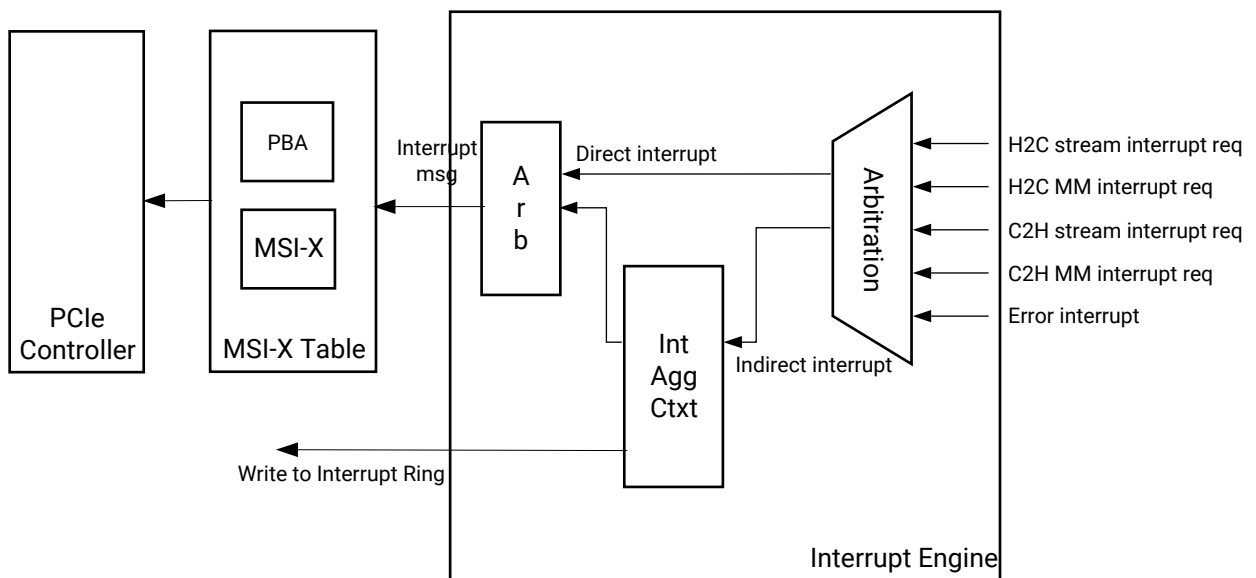 PCIe
Controller
PBA
MSI-X
MSI-X Table
Interrupt
msg
A
r
b
Direct interrupt
Int
Agg
Ctxt
Indirect interrupt
Write to Interrupt Ring
Arbitration
H2C stream interrupt req
H2C MM interrupt req
C2H stream interrupt req
C2H MM interrupt req
Error interrupt
Interrupt Engine